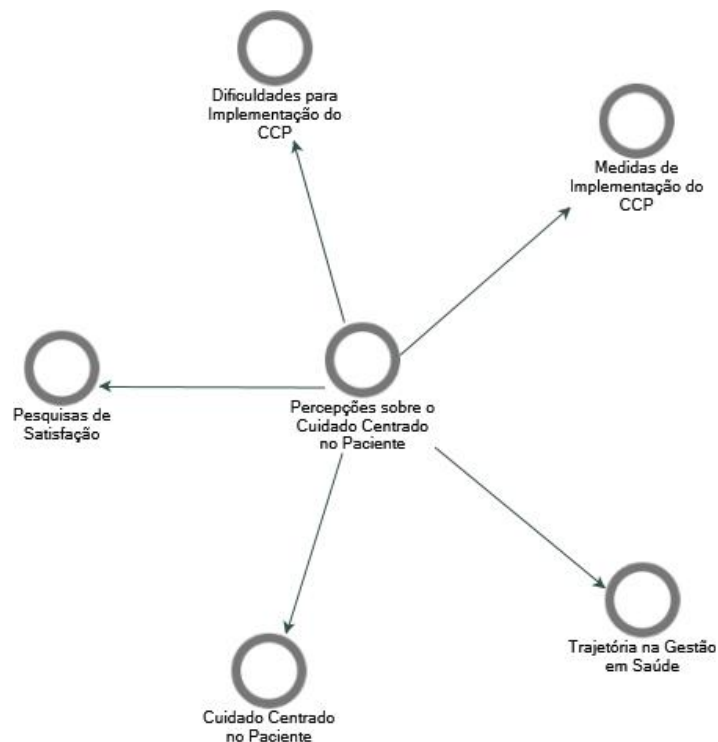 Dificuldades para
Implementação do
CCP
Medidas de
Implementação do
CCP
Pesquisas de
Satisfação
Percepções sobre o
Cuidado Centrado
no Paciente
Trajetória na Gestão
em Saúde
Cuidado Centrado
no Paciente